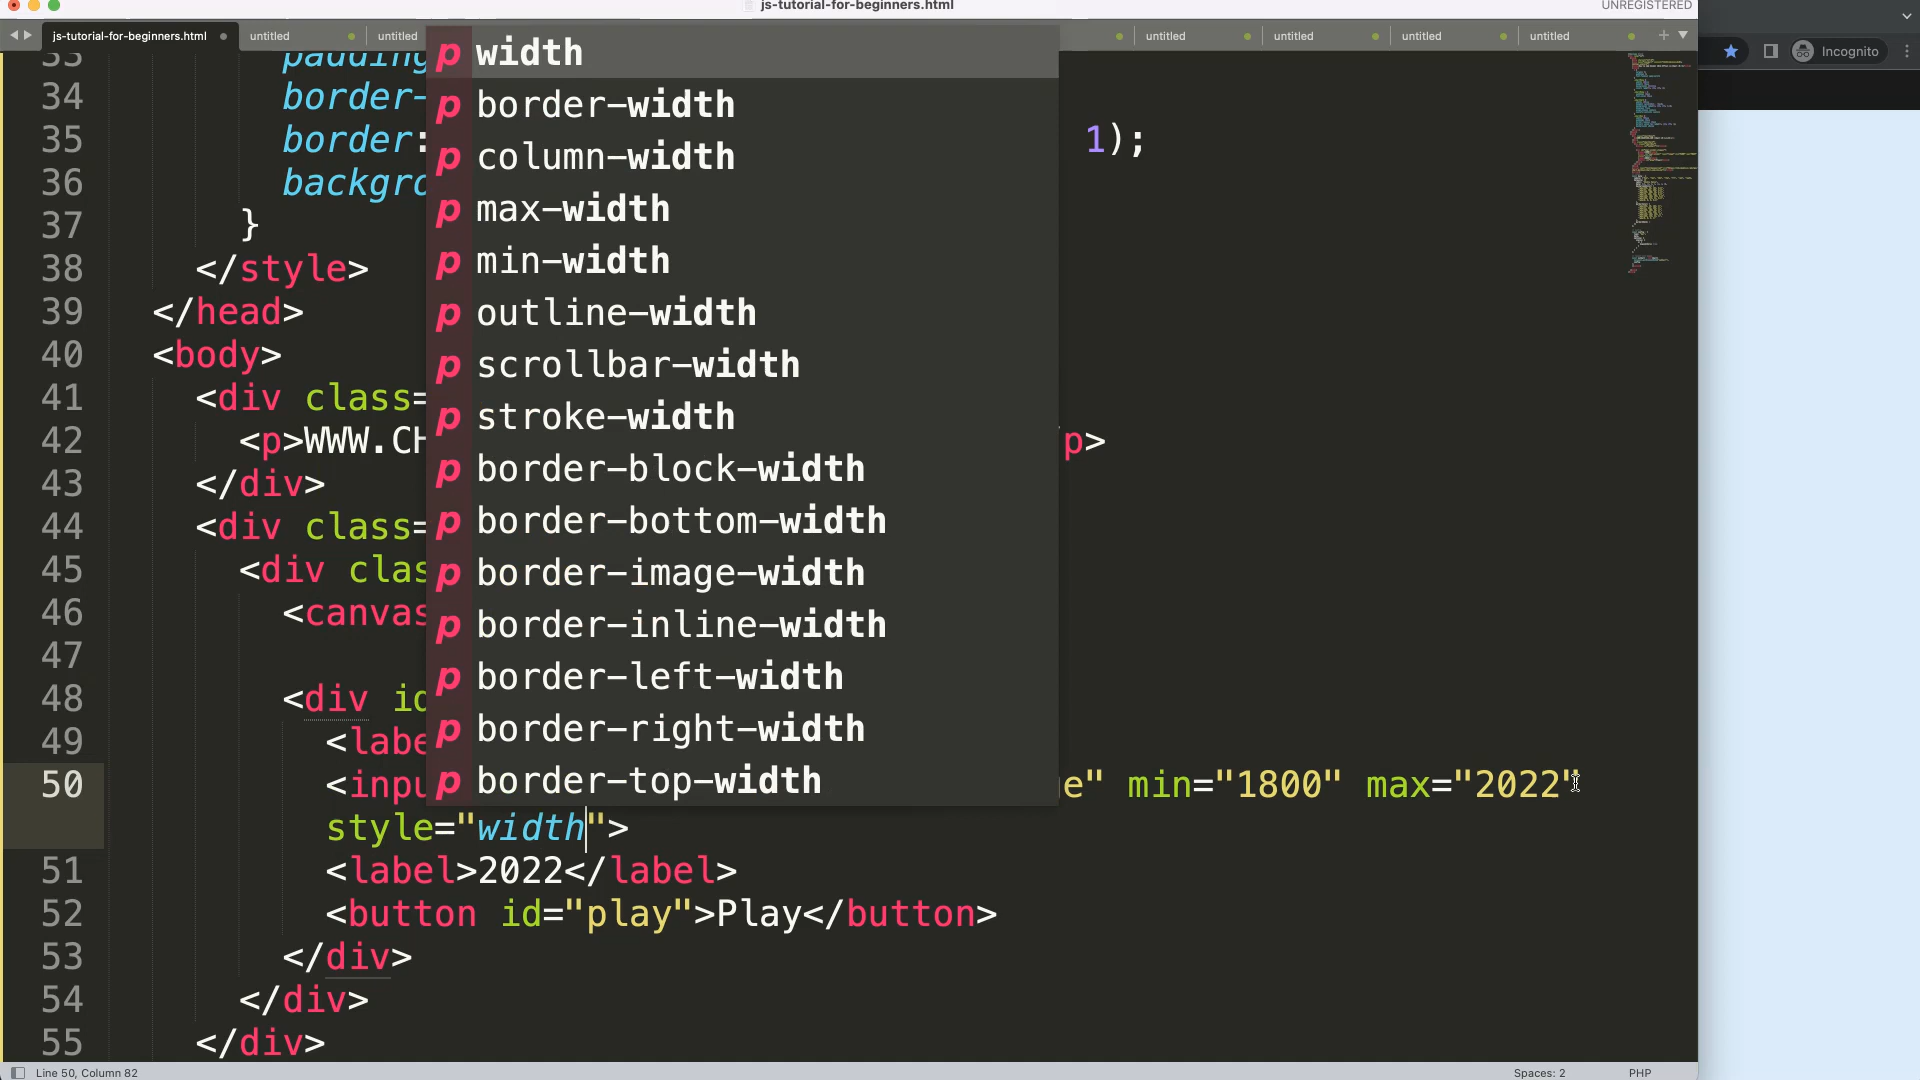 js-tutorial-for-beginners.html
UNREGISTERED
js-tutorial-for-beginners.html
untitled
untitled
untitled
untitled
untitled
untitled
Incognito
33 padding
34 border-
35 border: 1);
36 backgro
37 }
38 </style>
39 </head>
40 <body>
41 <div class=
42 <p>WWW.CH p>
43 </div>
44 <div class=
45 <div clas
46 <canvas
47
48 <div id
49 <labe
50 <inpu e" min="1800" max="2022"
style="width">
51 <label>2022</label>
52 <button id="play">Play</button>
53 </div>
54 </div>
55 </div>
p width
p border-width
p column-width
p max-width
p min-width
p outline-width
p scrollbar-width
p stroke-width
p border-block-width
p border-bottom-width
p border-image-width
p border-inline-width
p border-left-width
p border-right-width
p border-top-width
Line 50, Column 82
Spaces: 2
PHP